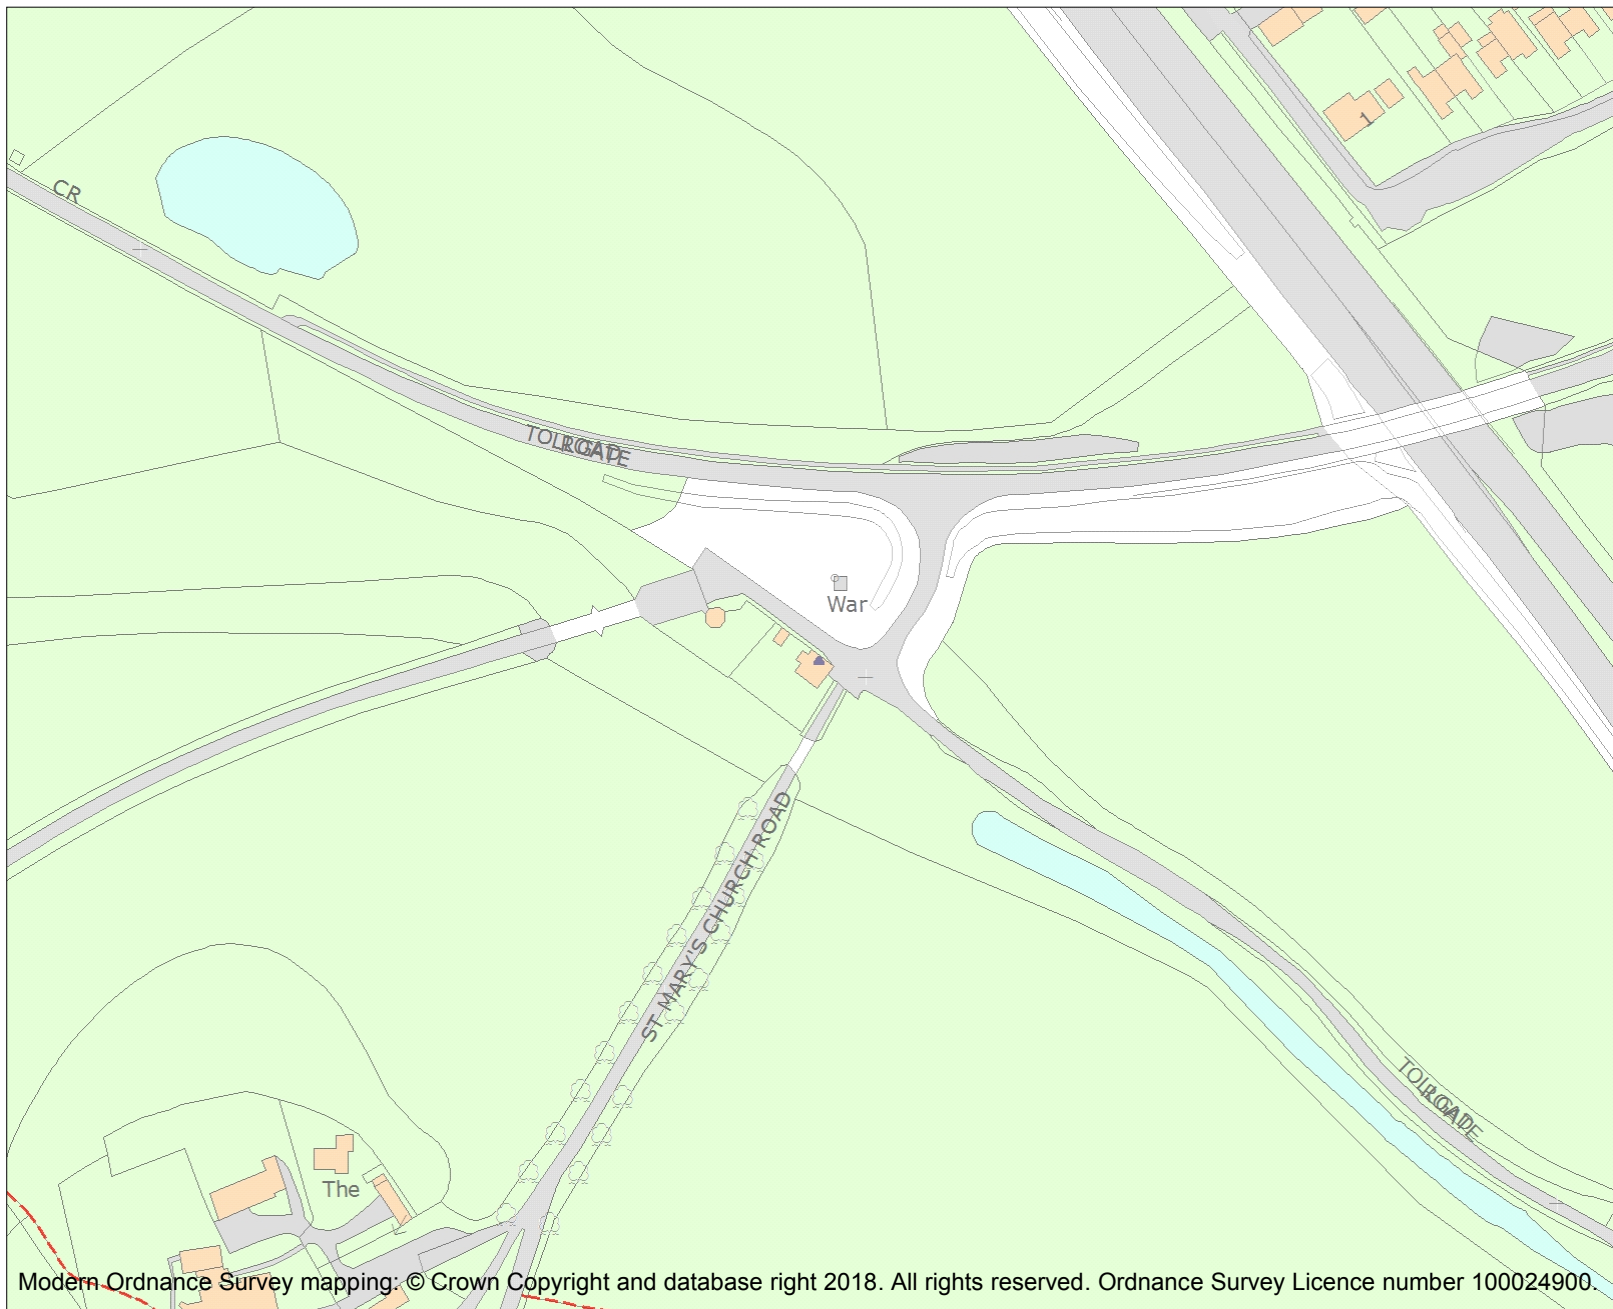 1
CR
TOLLGATE ROAD
War
ST MARY'S CHURCH ROAD
TOLLGATE ROAD
The
Modern Ordnance Survey mapping: © Crown Copyright and database right 2018. All rights reserved. Ordnance Survey Licence number 100024900.